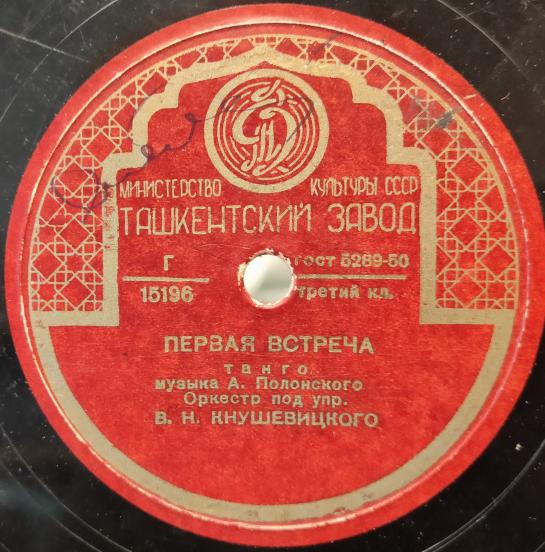 МИНИСТЕРСТВО КУЛЬТУРЫ СССР
ТАШКЕНТСКИЙ ЗАВОД
Г
15196
ГОСТ 5289-50
третий кл.
ПЕРВАЯ ВСТРЕЧА
танго
музыка А. Полонского
Оркестр под упр.
В. Н. КНУШЕВИЦКОГО